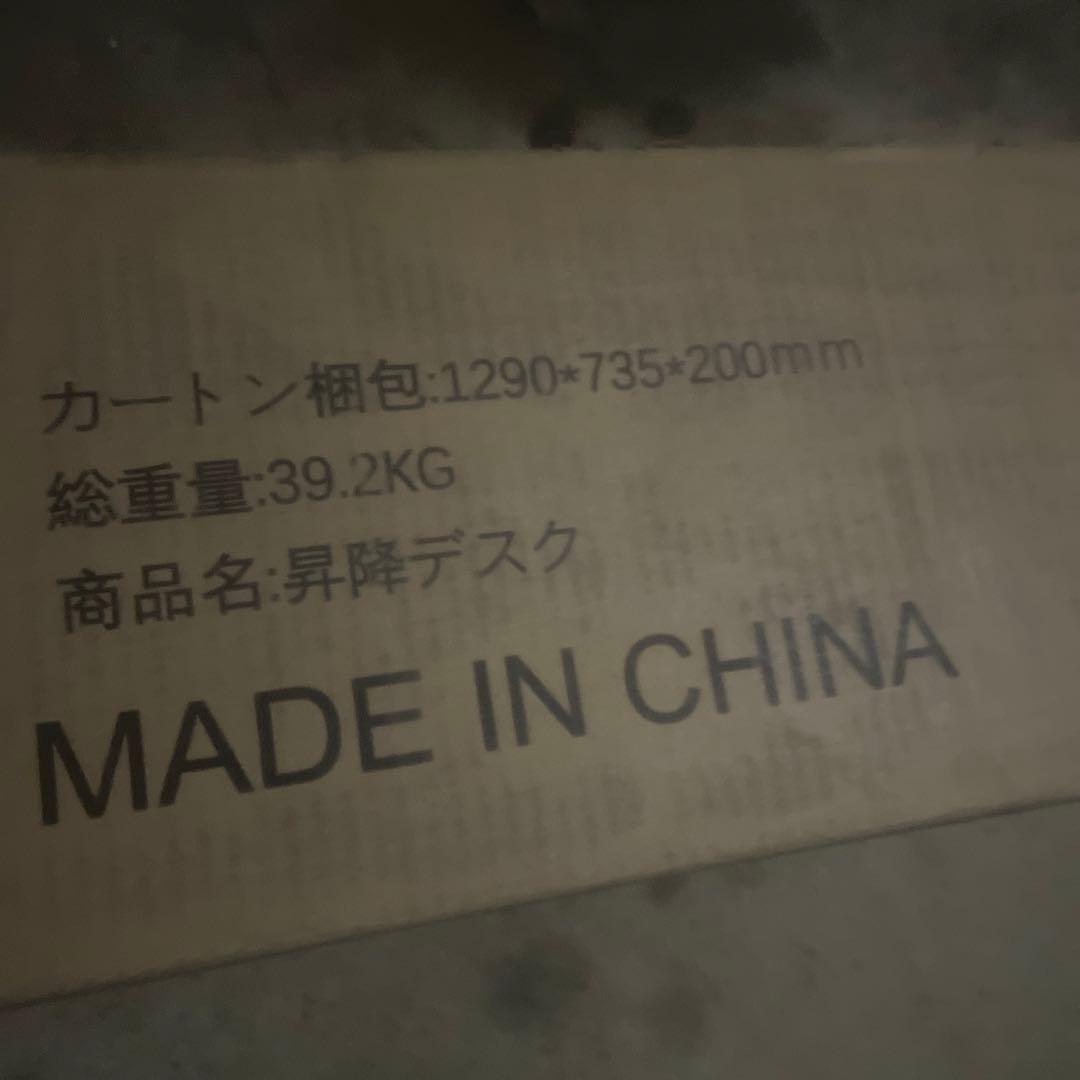 カートン梱包:1290*735*200mm
総重量:39.2KG
商品名:昇降デスク
MADE IN CHINA